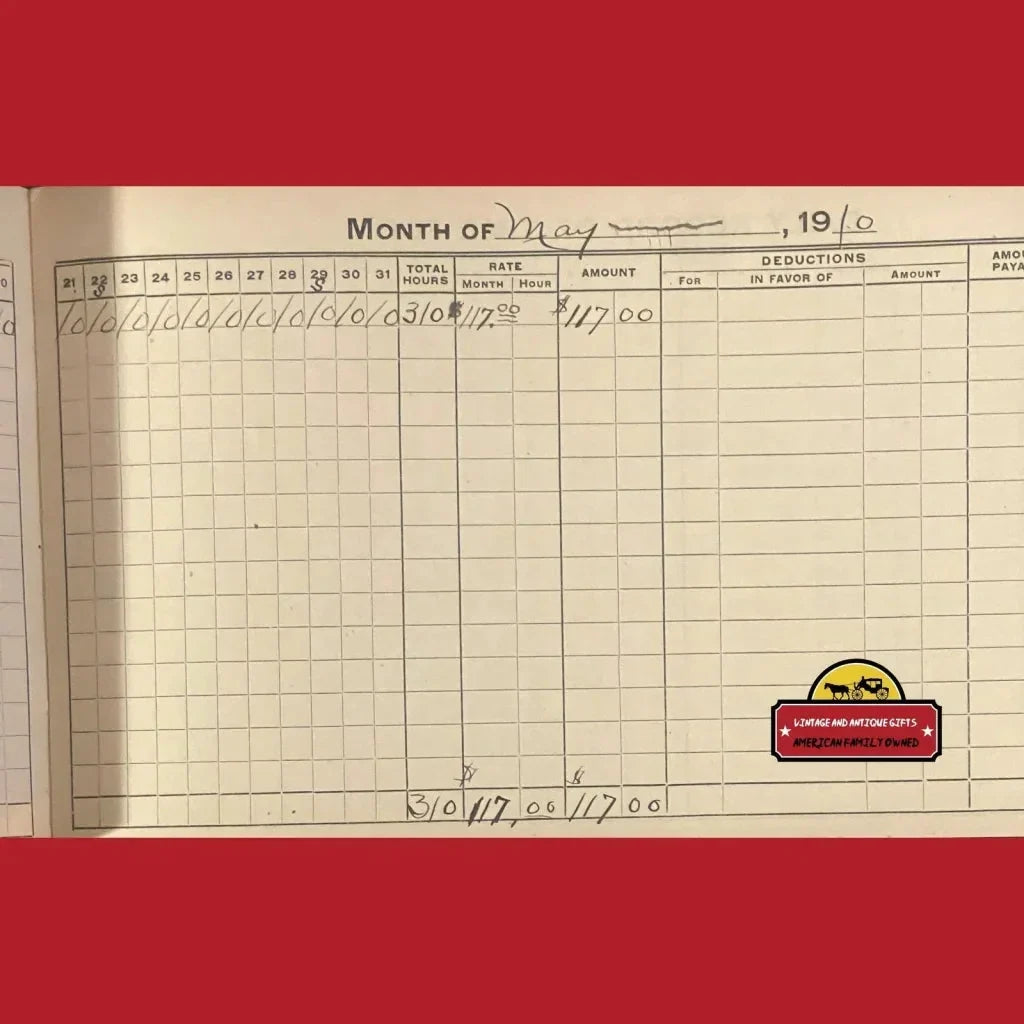 MONTH OF May, 1910
21 22 23 24 25 26 27 28 29 30 31 TOTAL HOURS RATE MONTH HOUR AMOUNT DEDUCTIONS FOR IN FAVOR OF AMOUNT
S S
10 10 10 10 10 10 10 10 10 10 10 310 $117.00 $117 00
$ $
310 117.00 117 00
VINTAGE AND ANTIQUE GIFTS
AMERICAN FAMILY OWNED